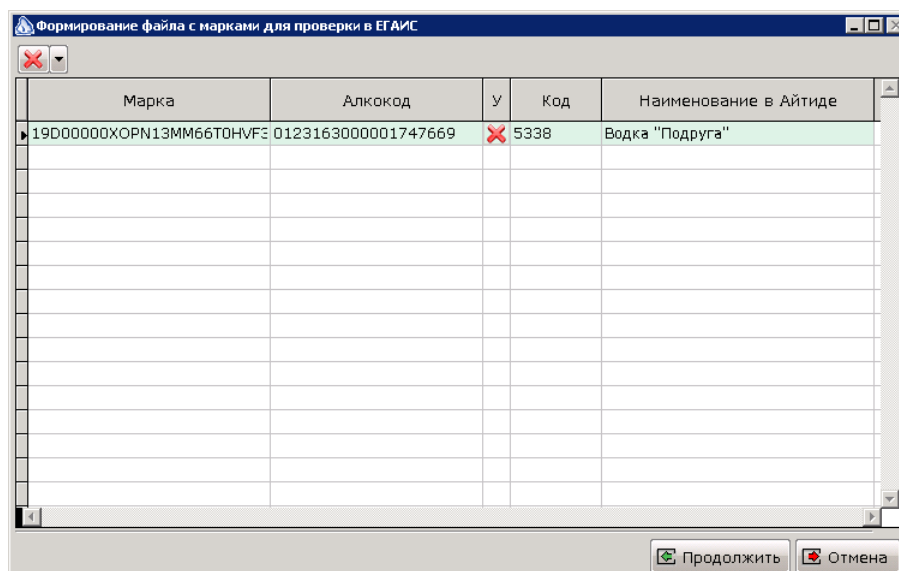 Формирование файла с марками для проверки в ЕГАИС
Марка Алкокод У Код Наименование в Айтиде
19D00000XOPN13MM66T0HVF3 0123163000001747669 5338 Водка "Подруга"
Продолжить Отмена